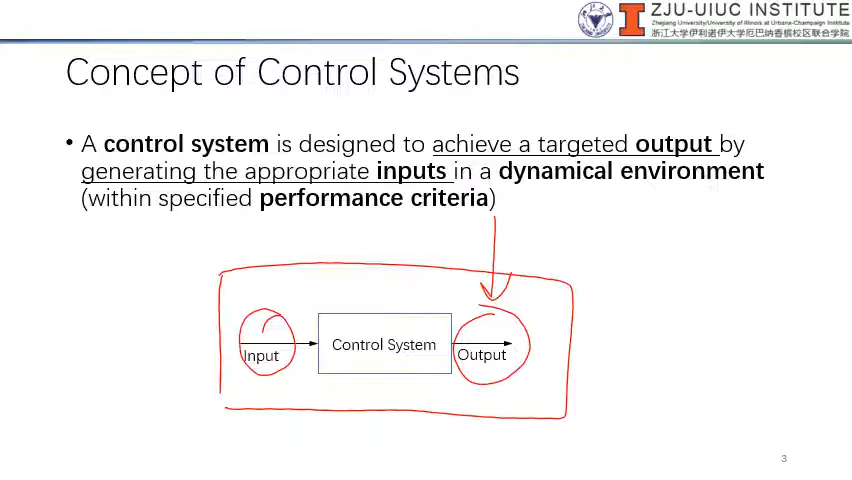 ZJU-UIUC INSTITUTE
Zhejiang University/University of Illinois at Urbana-Champaign Institute
浙江大学伊利诺伊大学厄巴纳香槟校区联合学院
Concept of Control Systems
• A control system is designed to achieve a targeted output by
generating the appropriate inputs in a dynamical environment
(within specified performance criteria)
Input
Control System
Output
3